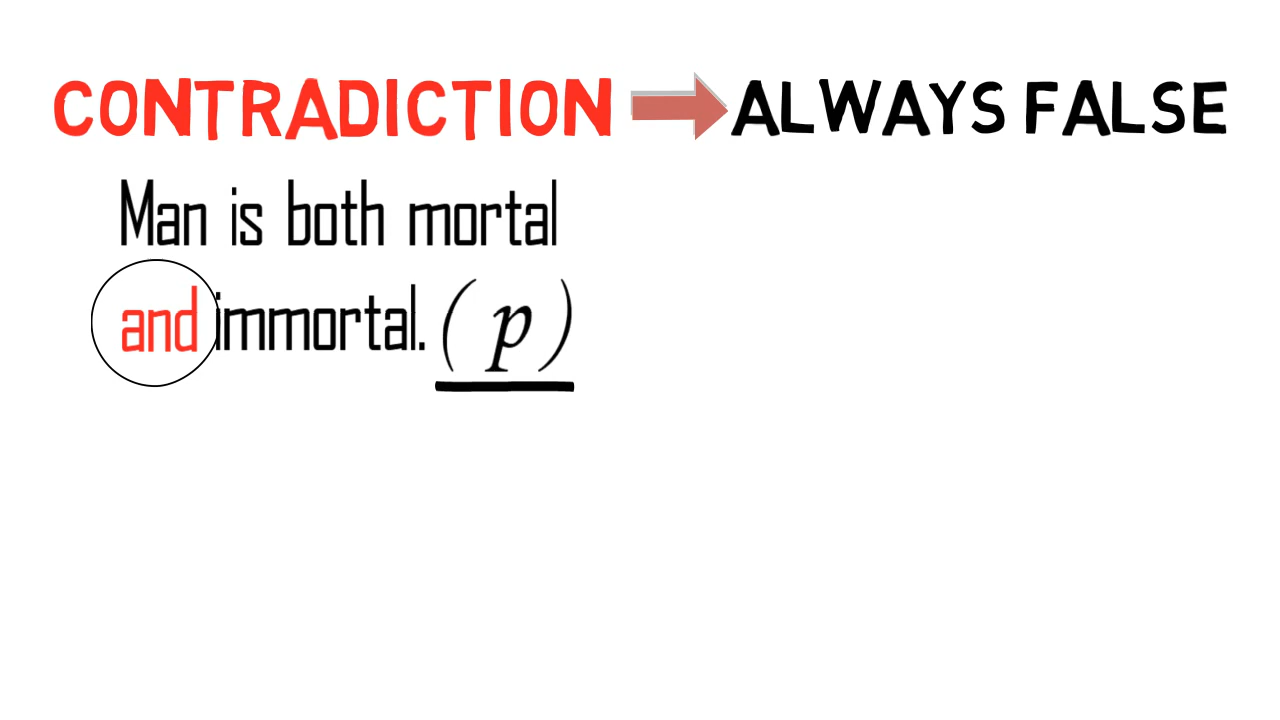 CONTRADICTION ALWAYS FALSE
Man is both mortal
and immortal. ( p )